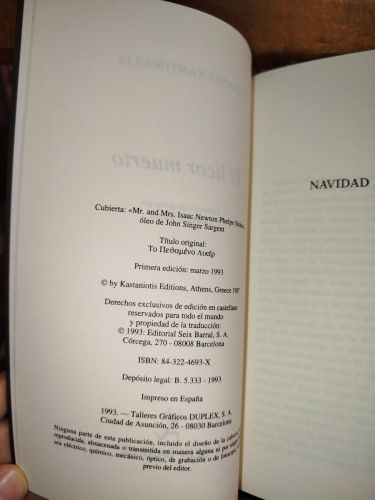 Cubierta: «Mr. and Mrs. Isaac Newton Phelps Stokes»,
óleo de John Singer Sargent
Título original:
Το Πεθαμένο Λικέρ
Primera edición: marzo 1993
© by Kastaniotis Editions, Athens, Greece 1987
Derechos exclusivos de edición en castellano
reservados para todo el mundo
y propiedad de la traducción:
© 1993: Editorial Seix Barral, S. A.
Córcega, 270 - 08008 Barcelona
ISBN: 84-322-4693-X
Depósito legal: B. 5.333 - 1993
Impreso en España
1993. — Talleres Gráficos DUPLEX, S. A.
Ciudad de Asunción, 26 - 08030 Barcelona
Ninguna parte de esta publicación, incluido el diseño de la
reproducida, almacenada o transmitida en manera alguna ni por
sea eléctrico, químico, mecánico, óptico, de grabación o de fotocopia
previo del editor.
NAVIDAD